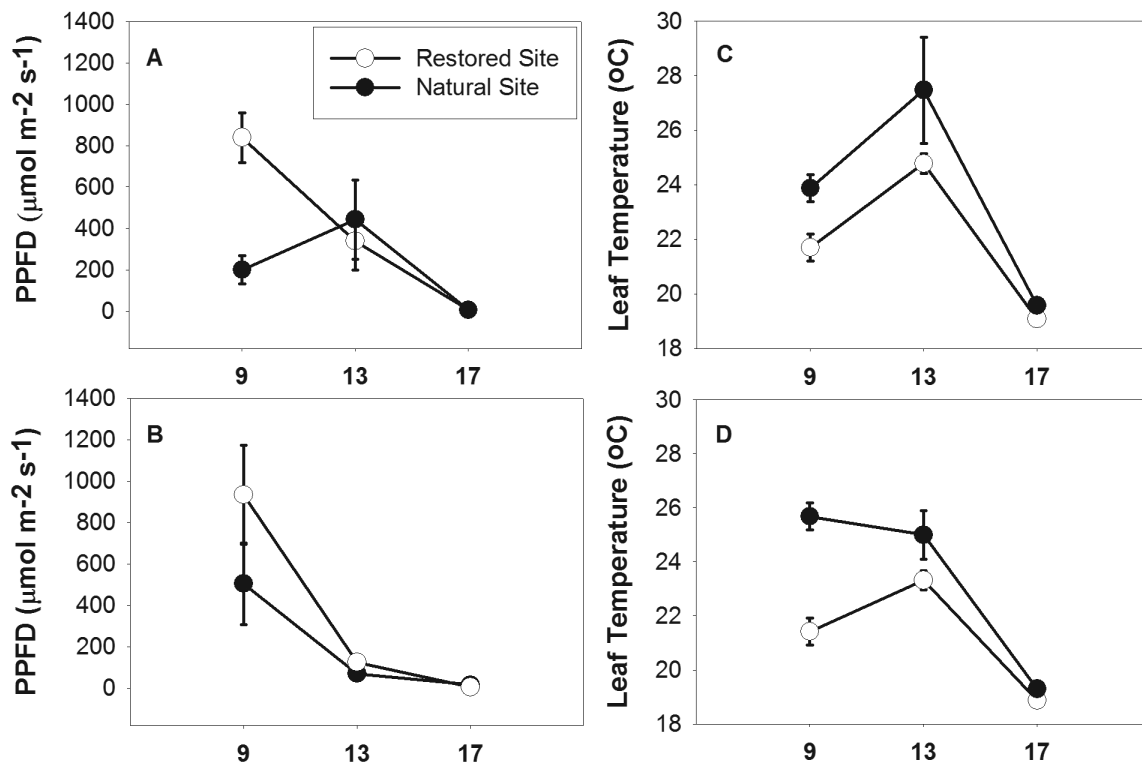 PPFD (μmol m-2 s-1)
1400
1200
1000
800
600
400
200
0
A
Restored Site
Natural Site
9 13 17
Leaf Temperature (oC)
30
28
26
24
22
20
18
C
9 13 17
PPFD (μmol m-2 s-1)
1400
1200
1000
800
600
400
200
0
B
9 13 17
Leaf Temperature (oC)
30
28
26
24
22
20
18
D
9 13 17